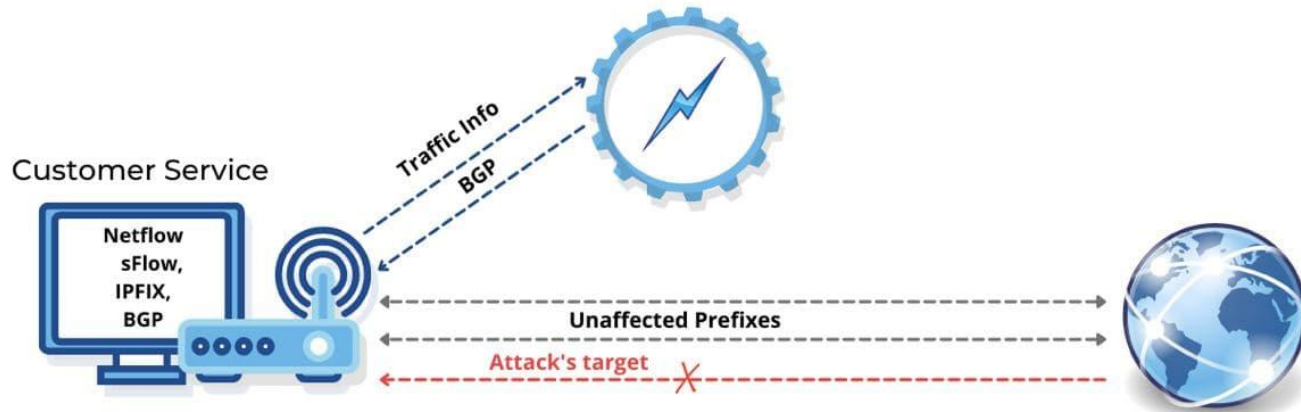 Traffic Info
BGP
Customer Service
Netflow
sFlow,
IPFIX,
BGP
Unaffected Prefixes
Attack's target